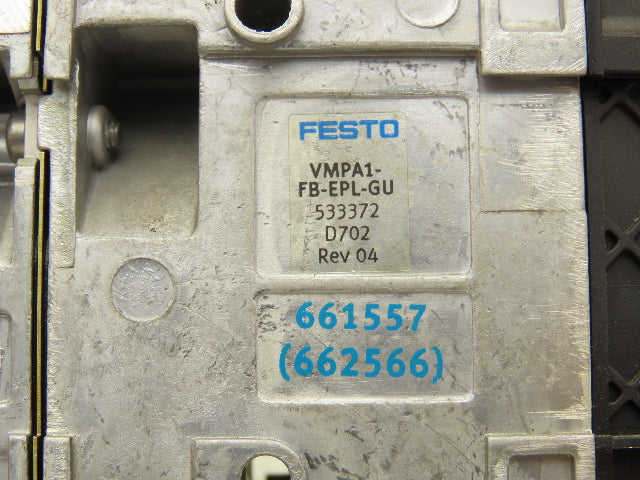 FESTO
VMPA1-
FB-EPL-GU
533372
D702
Rev 04
661557
(662566)